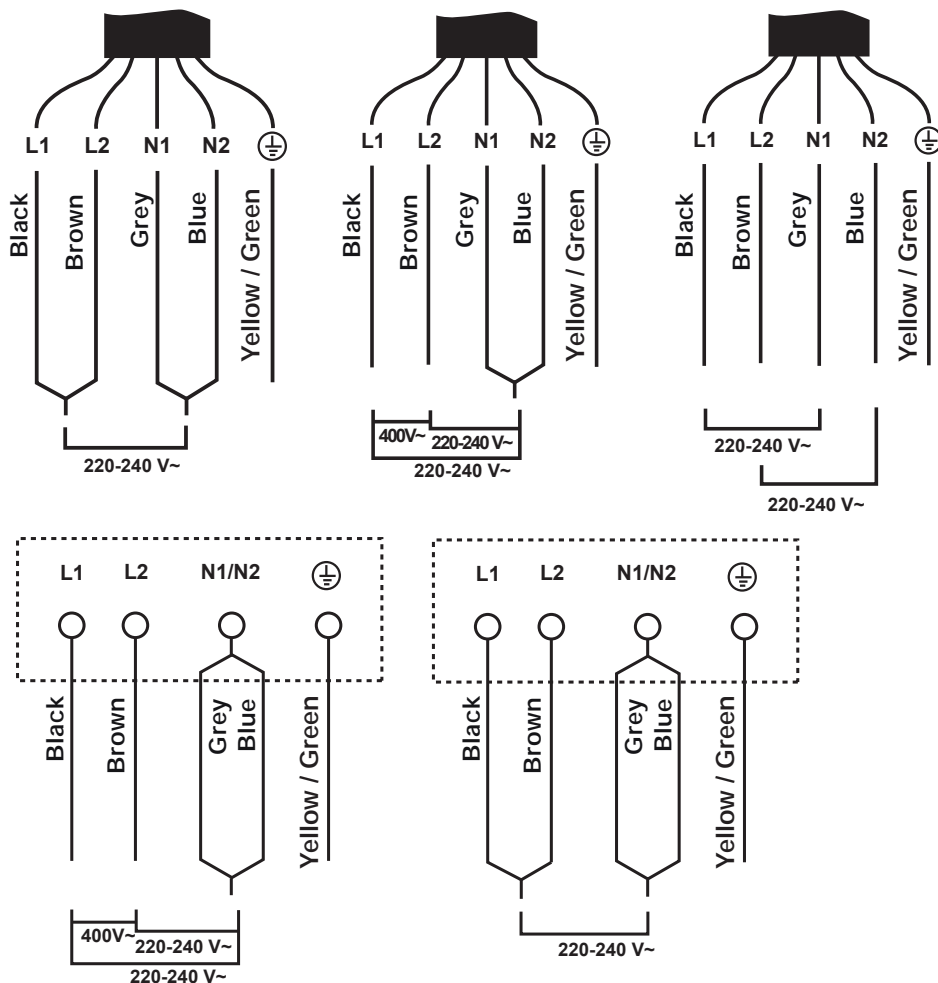 L1 L2 N1 N2
Black
Brown
Grey
Blue
Yellow / Green
220-240 V~
L1 L2 N1 N2
Black
Brown
Grey
Blue
Yellow / Green
400V~ 220-240 V~
220-240 V~
L1 L2 N1 N2
Black
Brown
Grey
Blue
Yellow / Green
220-240 V~
220-240 V~
L1 L2 N1/N2
Black
Brown
Grey
Blue
Yellow / Green
400V~ 220-240 V~
220-240 V~
L1 L2 N1/N2
Black
Brown
Grey
Blue
Yellow / Green
220-240 V~